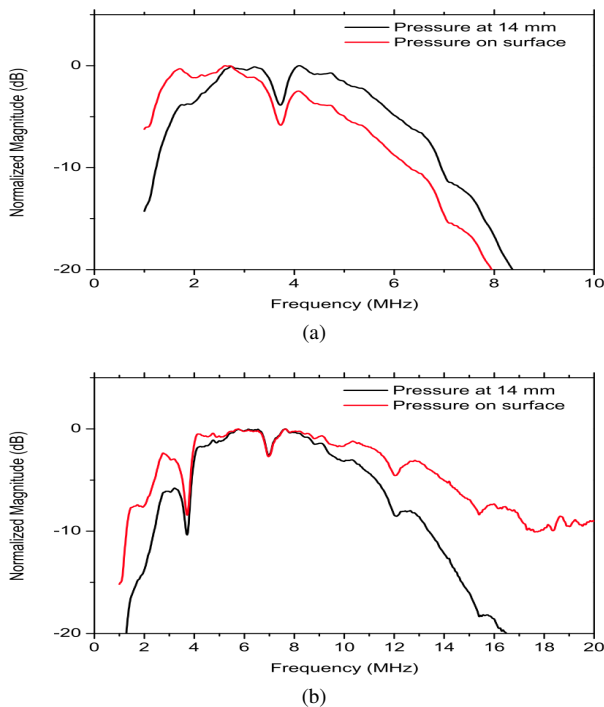 Pressure at 14 mm
Pressure on surface
Normalized Magnitude (dB)
0
-10
-20
0 2 4 6 8 10
Frequency (MHz)
(a)
Pressure at 14 mm
Pressure on surface
Normalized Magnitude (dB)
0
-10
-20
0 2 4 6 8 10 12 14 16 18 20
Frequency (MHz)
(b)